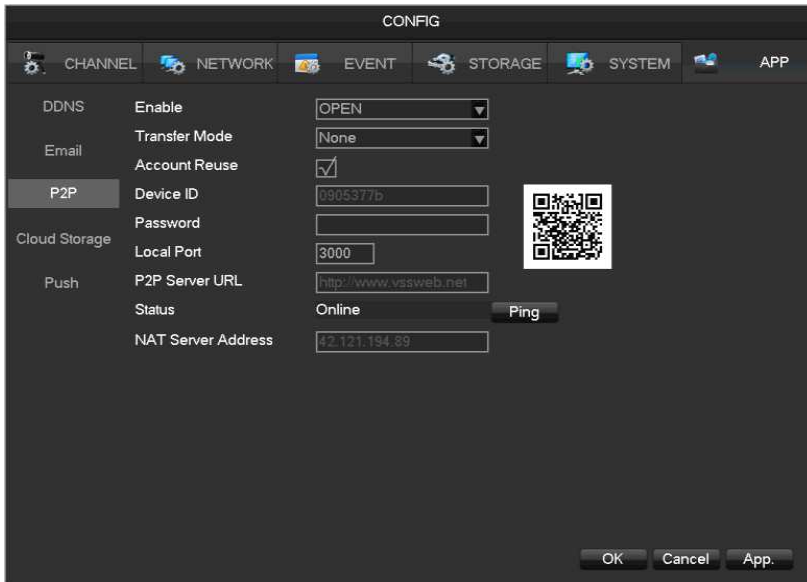 CONFIG
CHANNEL NETWORK EVENT STORAGE SYSTEM APP
DDNS
Email
P2P
Cloud Storage
Push
Enable OPEN
Transfer Mode None
Account Reuse
Device ID 0905377b
Password
Local Port 3000
P2P Server URL http://www.vssweb.net
Status Online Ping
NAT Server Address 42.121.194.89
OK Cancel App.